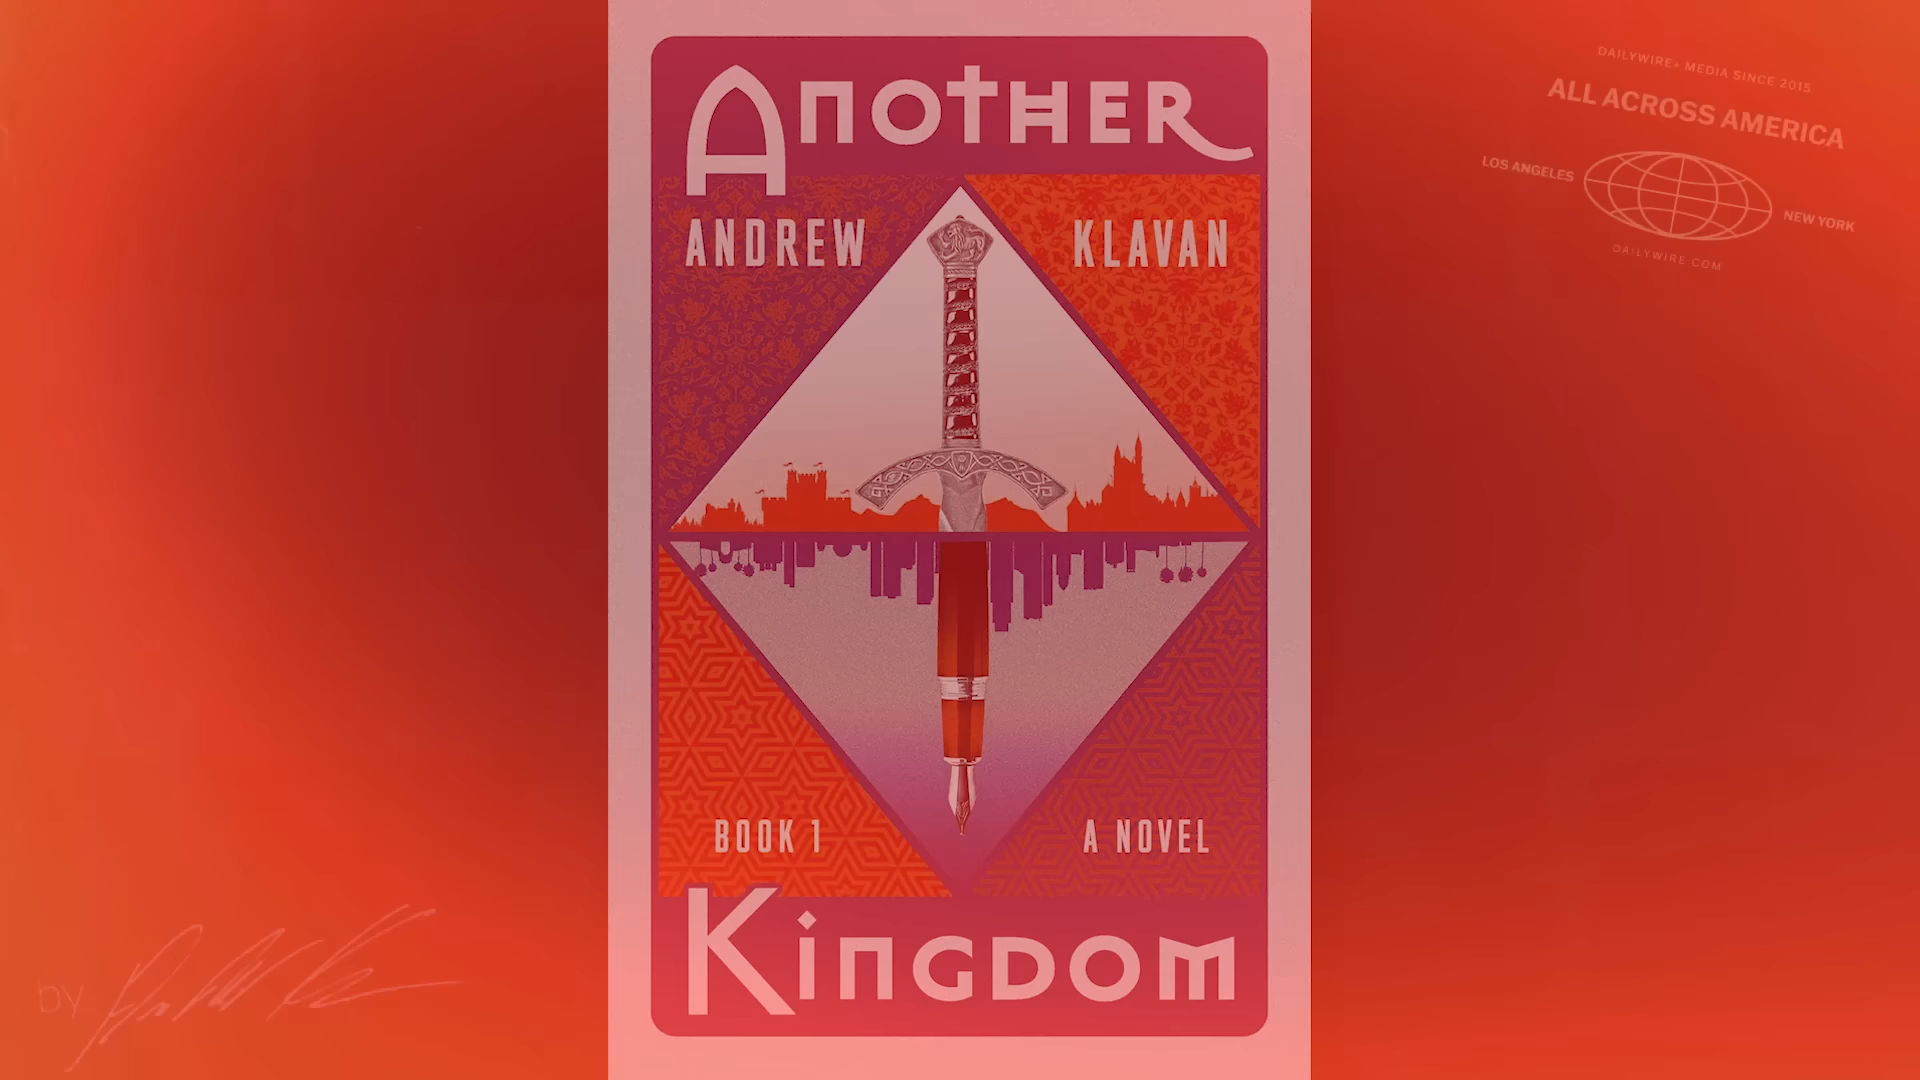 ANOTHER
ANDREW KLAVAN
BOOK 1
A NOVEL
KINGDOM
DAILYWIRE+ MEDIA SINCE 2015
ALL ACROSS AMERICA
LOS ANGELES
NEW YORK
DAILYWIRE.COM
by